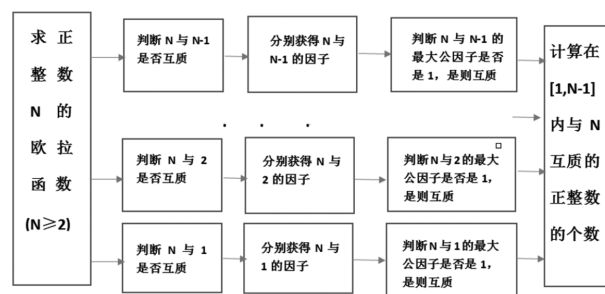 求 正
整 数
N 的
欧 拉
函 数
(N≥2)
判断 N 与 N-1
是否互质
分别获得 N 与
N-1 的因子
判断 N 与 N-1 的
最大公因子是否
是 1，是则互质
. . .
判断 N 与 2
是否互质
分别获得 N 与
2 的因子
判断 N 与 2 的最大
公因子是否是 1，
是则互质
判断 N 与 1
是否互质
分别获得 N 与
1 的因子
判断 N 与 1 的最大
公因子是否是 1，
是则互质
计算在
[1,N-1]
内与 N
互质的
正整数
的个数